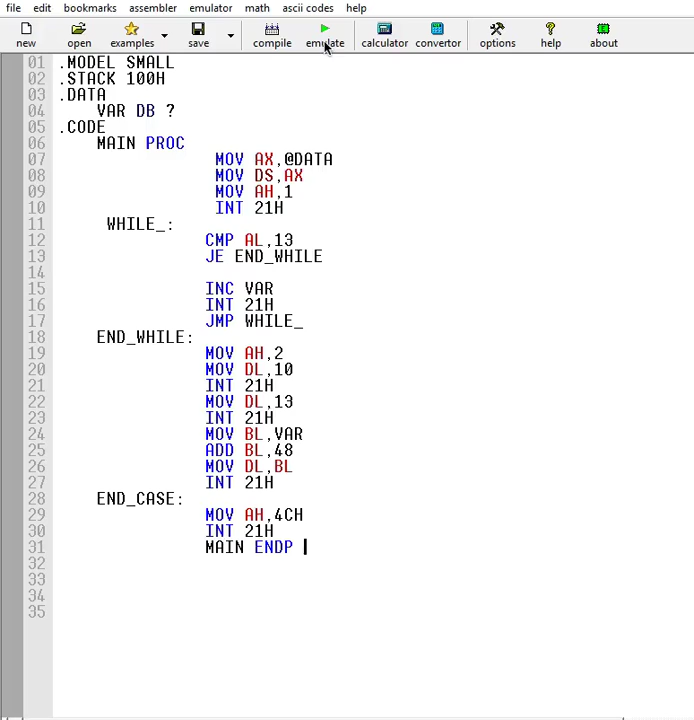 file edit bookmarks assembler emulator math ascii codes help
new open examples save compile emulate calculator convertor options help about
01 .MODEL SMALL
02 .STACK 100H
03 .DATA
04 VAR DB ?
05 .CODE
06 MAIN PROC
07 MOV AX,@DATA
08 MOV DS,AX
09 MOV AH,1
10 INT 21H
11 WHILE_:
12 CMP AL,13
13 JE END_WHILE
14
15 INC VAR
16 INT 21H
17 JMP WHILE_
18 END_WHILE:
19 MOV AH,2
20 MOV DL,10
21 INT 21H
22 MOV DL,13
23 INT 21H
24 MOV BL,VAR
25 ADD BL,48
26 MOV DL,BL
27 INT 21H
28 END_CASE:
29 MOV AH,4CH
30 INT 21H
31 MAIN ENDP
32
33
34
35